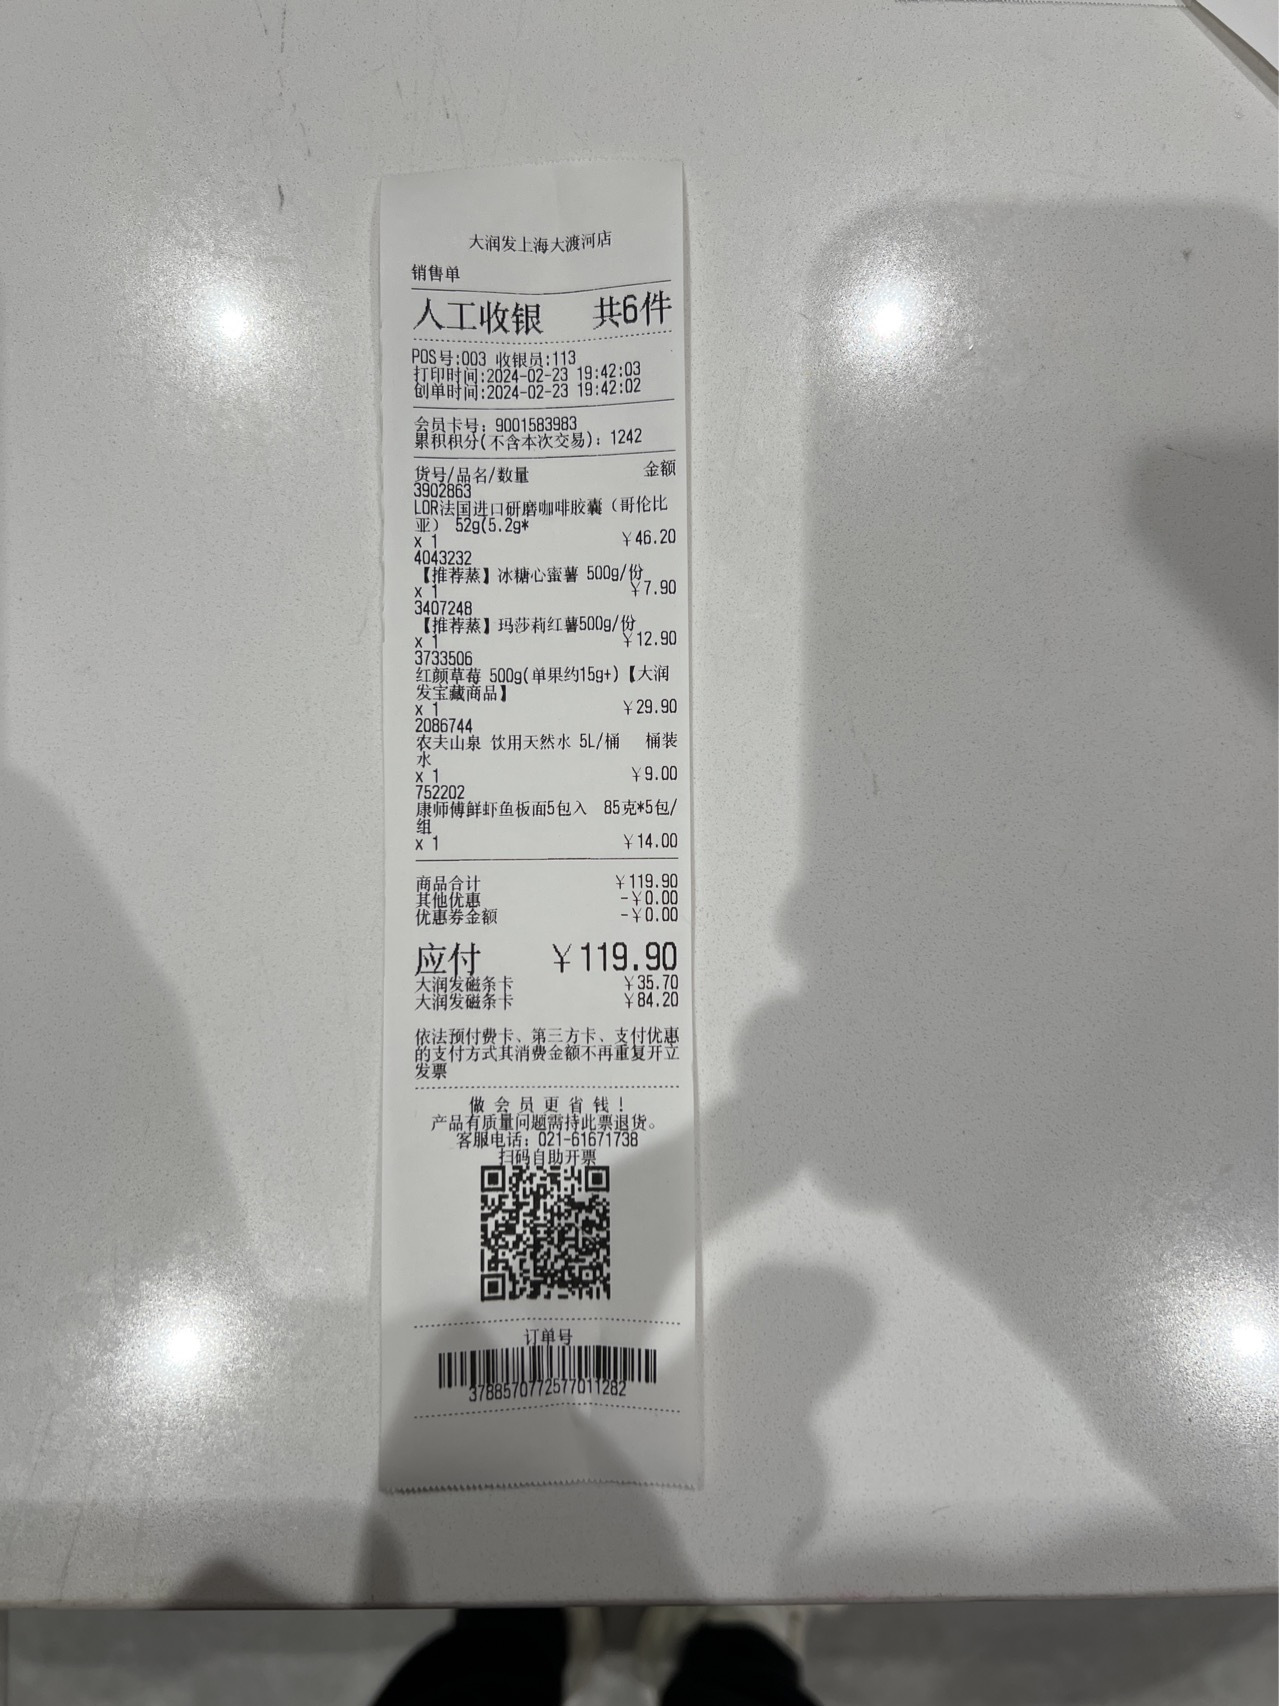 大润发上海大渡河店
销售单
人工收银 共6件
POS号:003 收银员:113
打印时间:2024-02-23 19:42:03
创单时间:2024-02-23 19:42:02
会员卡号：9001583983
累积积分(不含本次交易)：1242
货号/品名/数量 金额
3902863
LOR法国进口研磨咖啡胶囊（哥伦比
亚） 52g(5.2g*
x 1 ￥46.20
4043232
【推荐蒸】冰糖心蜜薯 500g/份
x 1 ￥7.90
3407248
【推荐蒸】玛莎莉红薯500g/份
x 1 ￥12.90
3733506
红颜草莓 500g(单果约15g+)【大润
发宝藏商品】
x 1 ￥29.90
2086744
农夫山泉 饮用天然水 5L/桶 桶装
水
x 1 ￥9.00
752202
康师傅鲜虾鱼板面5包入 85克*5包/
组
x 1 ￥14.00
商品合计 ￥119.90
其他优惠 -￥0.00
优惠券金额 -￥0.00
应付 ￥119.90
大润发磁条卡 ￥35.70
大润发磁条卡 ￥84.20
依法预付费卡、第三方卡、支付优惠
的支付方式其消费金额不再重复开立
发票
做 会 员 更 省 钱！
产品有质量问题需持此票退货。
客服电话：021-61671738
扫码自助开票
订单号
3788570772577011282